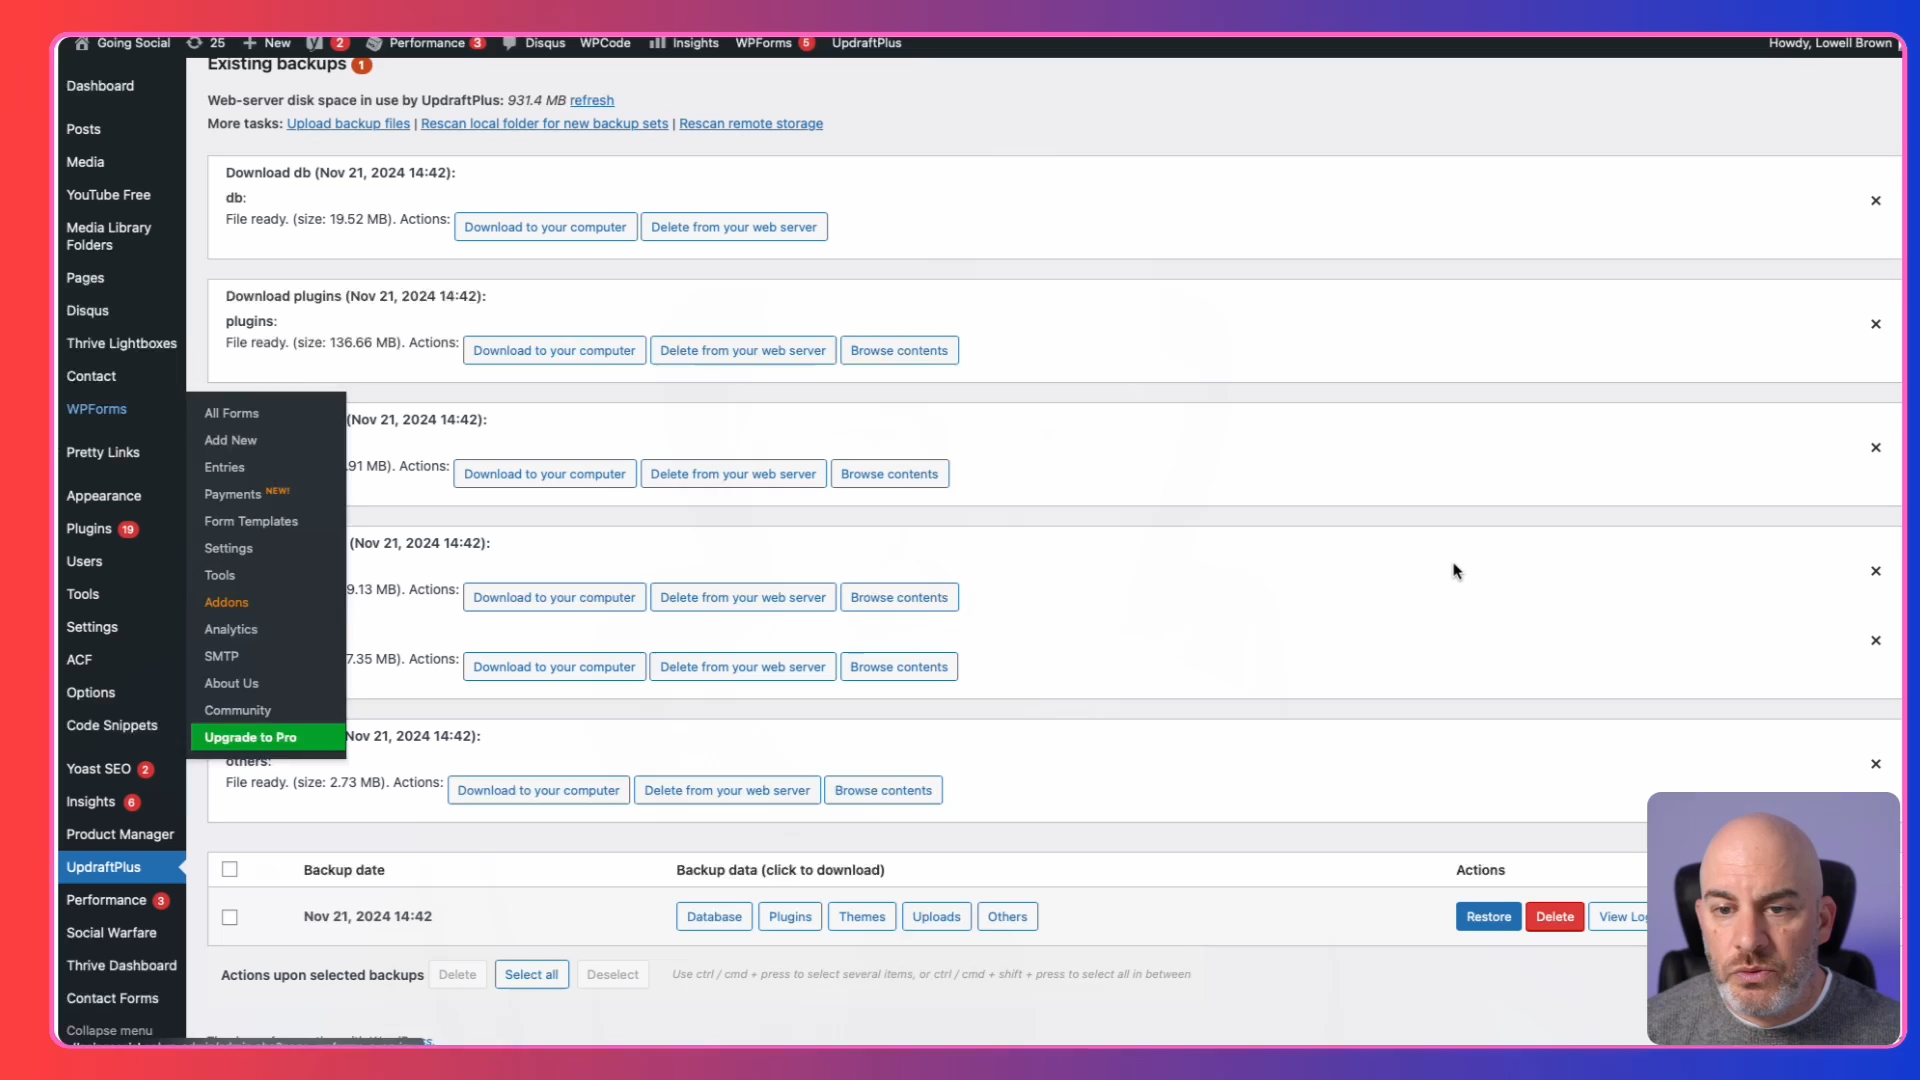 Going Social 25 New 2 Performance 3 Disqus WPCode Insights WPForms 5 UpdraftPlus Howdy, Lowell Brown
Dashboard
Posts
Media
YouTube Free
Media Library
Folders
Pages
Disqus
Thrive Lightboxes
Contact
WPForms
Pretty Links
Appearance
Plugins 19
Users
Tools
Settings
ACF
Options
Code Snippets
Yoast SEO 2
Insights 6
Product Manager
UpdraftPlus
Performance 3
Social Warfare
Thrive Dashboard
Contact Forms
Collapse menu
All Forms
Add New
Entries
Payments NEW!
Form Templates
Settings
Tools
Addons
Analytics
SMTP
About Us
Community
Upgrade to Pro
Existing backups 1
Web-server disk space in use by UpdraftPlus: 931.4 MB refresh
More tasks: Upload backup files | Rescan local folder for new backup sets | Rescan remote storage
Download db (Nov 21, 2024 14:42):
db:
File ready. (size: 19.52 MB). Actions: Download to your computer Delete from your web server
Download plugins (Nov 21, 2024 14:42):
plugins:
File ready. (size: 136.66 MB). Actions: Download to your computer Delete from your web server Browse contents
(Nov 21, 2024 14:42):
.91 MB). Actions: Download to your computer Delete from your web server Browse contents
(Nov 21, 2024 14:42):
9.13 MB). Actions: Download to your computer Delete from your web server Browse contents
7.35 MB). Actions: Download to your computer Delete from your web server Browse contents
Nov 21, 2024 14:42):
others:
File ready. (size: 2.73 MB). Actions: Download to your computer Delete from your web server Browse contents
Backup date Backup data (click to download) Actions
Nov 21, 2024 14:42 Database Plugins Themes Uploads Others Restore Delete View Log
Actions upon selected backups Delete Select all Deselect Use ctrl / cmd + press to select several items, or ctrl / cmd + shift + press to select all in between